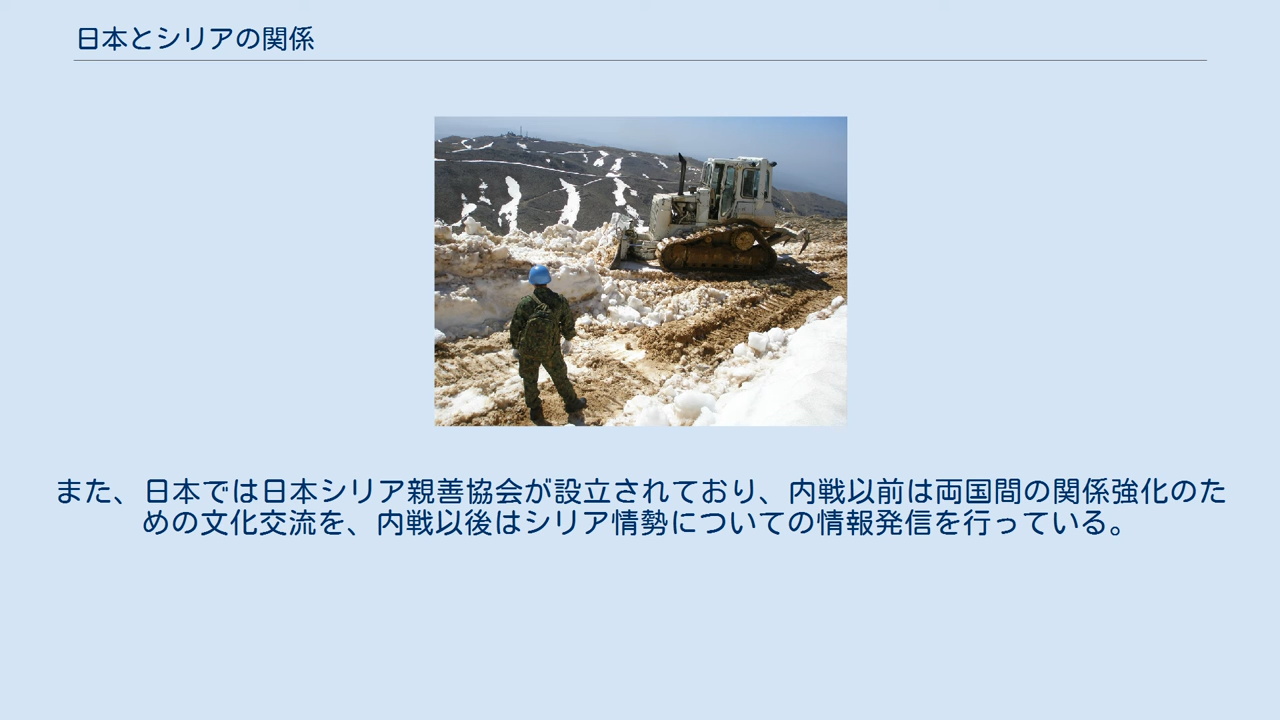 日本とシリアの関係
また、日本では日本シリア親善協会が設立されており、内戦以前は両国間の関係強化のた
めの文化交流を、内戦以後はシリア情勢についての情報発信を行っている。